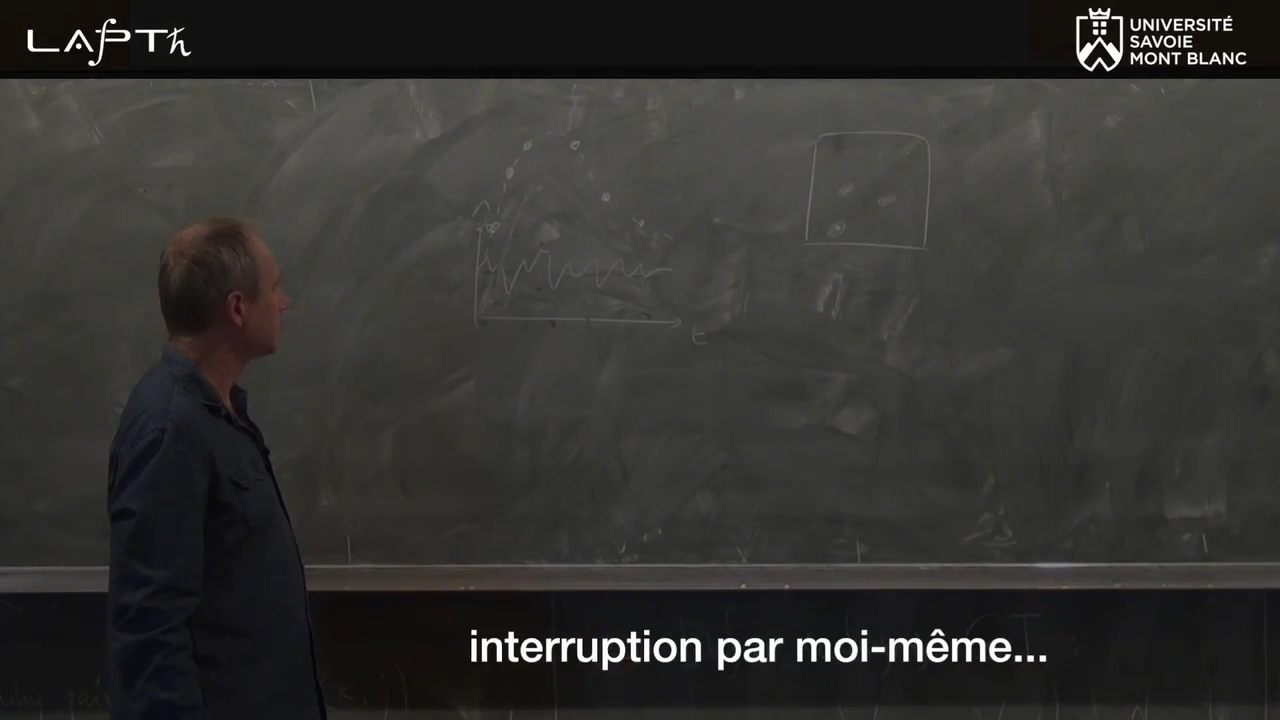 LAPTh
UNIVERSITÉ
SAVOIE
MONT BLANC
t
interruption par moi-même...